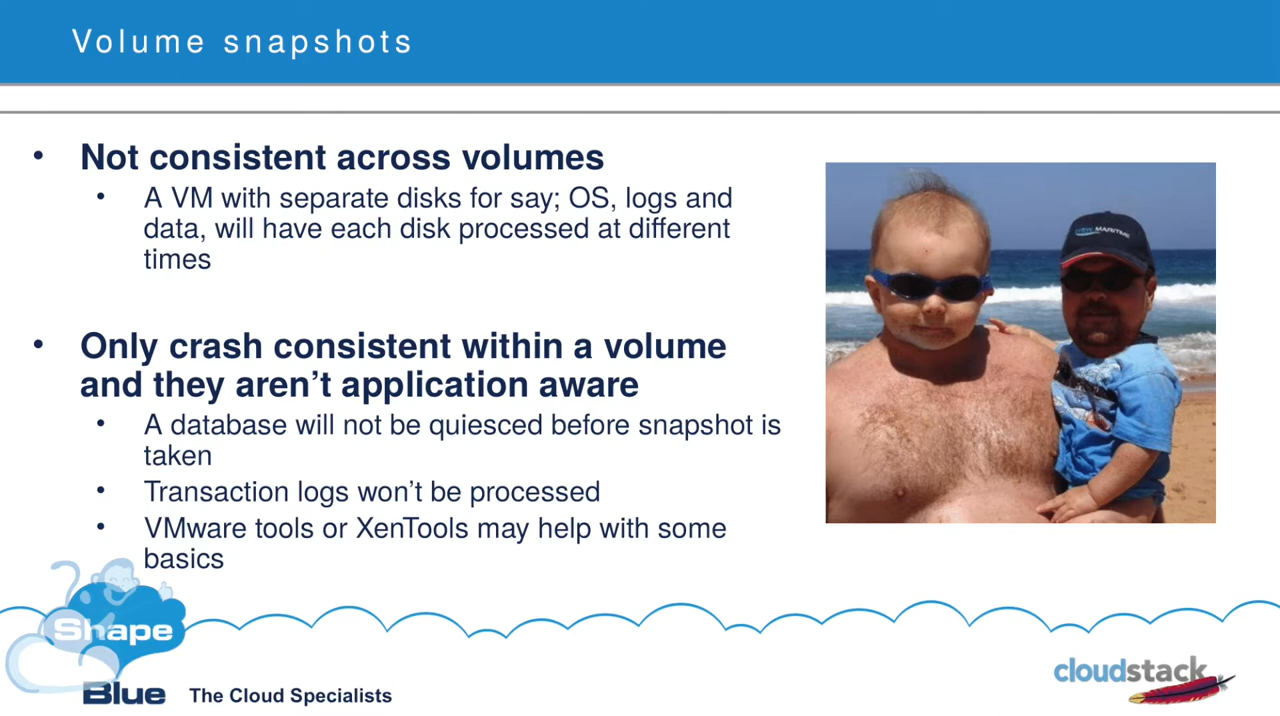 Volume snapshots
• Not consistent across volumes
• A VM with separate disks for say; OS, logs and
data, will have each disk processed at different
times
• Only crash consistent within a volume
and they aren’t application aware
• A database will not be quiesced before snapshot is
taken
• Transaction logs won’t be processed
• VMware tools or XenTools may help with some
basics
MARITIME
Shape
Blue
The Cloud Specialists
cloudstack